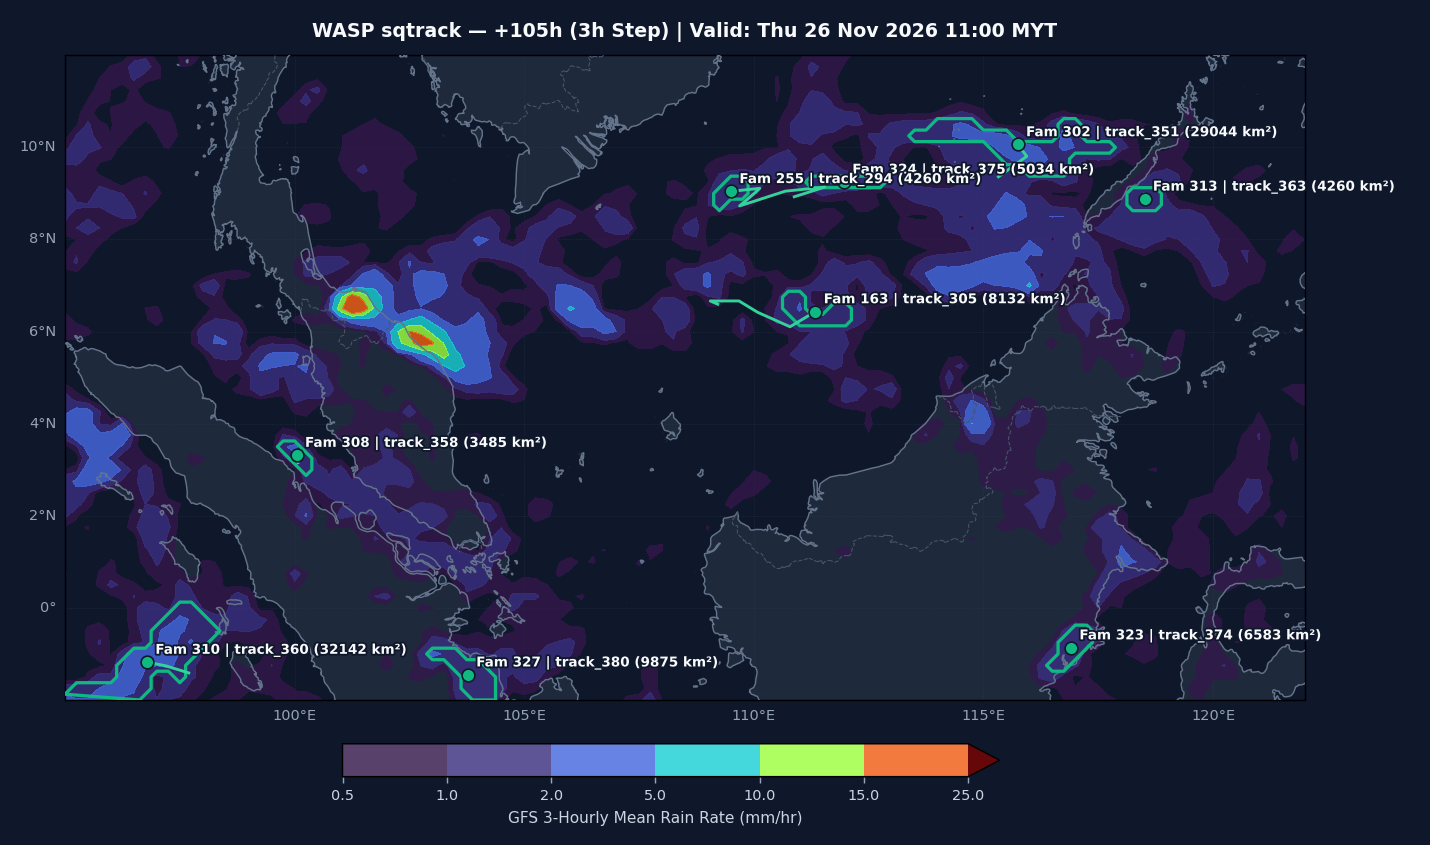 WASP sqtrack — +105h (3h Step) | Valid: Thu 26 Nov 2026 11:00 MYT
Fam 302 | track_351 (29044 km²)
Fam 324 | track_375 (5034 km²)
Fam 255 | track_294 (4260 km²)
Fam 313 | track_363 (4260 km²)
Fam 163 | track_305 (8132 km²)
Fam 308 | track_358 (3485 km²)
Fam 323 | track_374 (6583 km²)
Fam 310 | track_360 (32142 km²)
Fam 327 | track_380 (9875 km²)
10°N
8°N
6°N
4°N
2°N
0°
100°E 105°E 110°E 115°E 120°E
0.5 1.0 2.0 5.0 10.0 15.0 25.0
GFS 3-Hourly Mean Rain Rate (mm/hr)